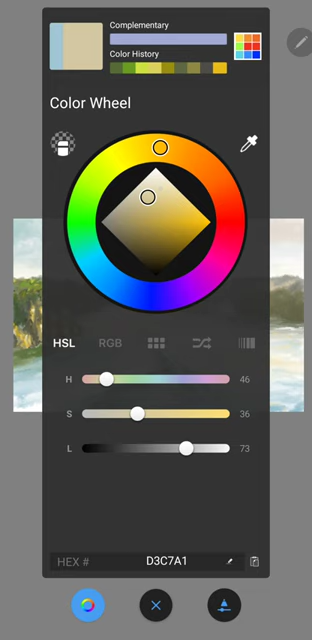 Complementary
Color History
Color Wheel
HSL RGB
H 46
S 36
L 73
HEX # D3C7A1